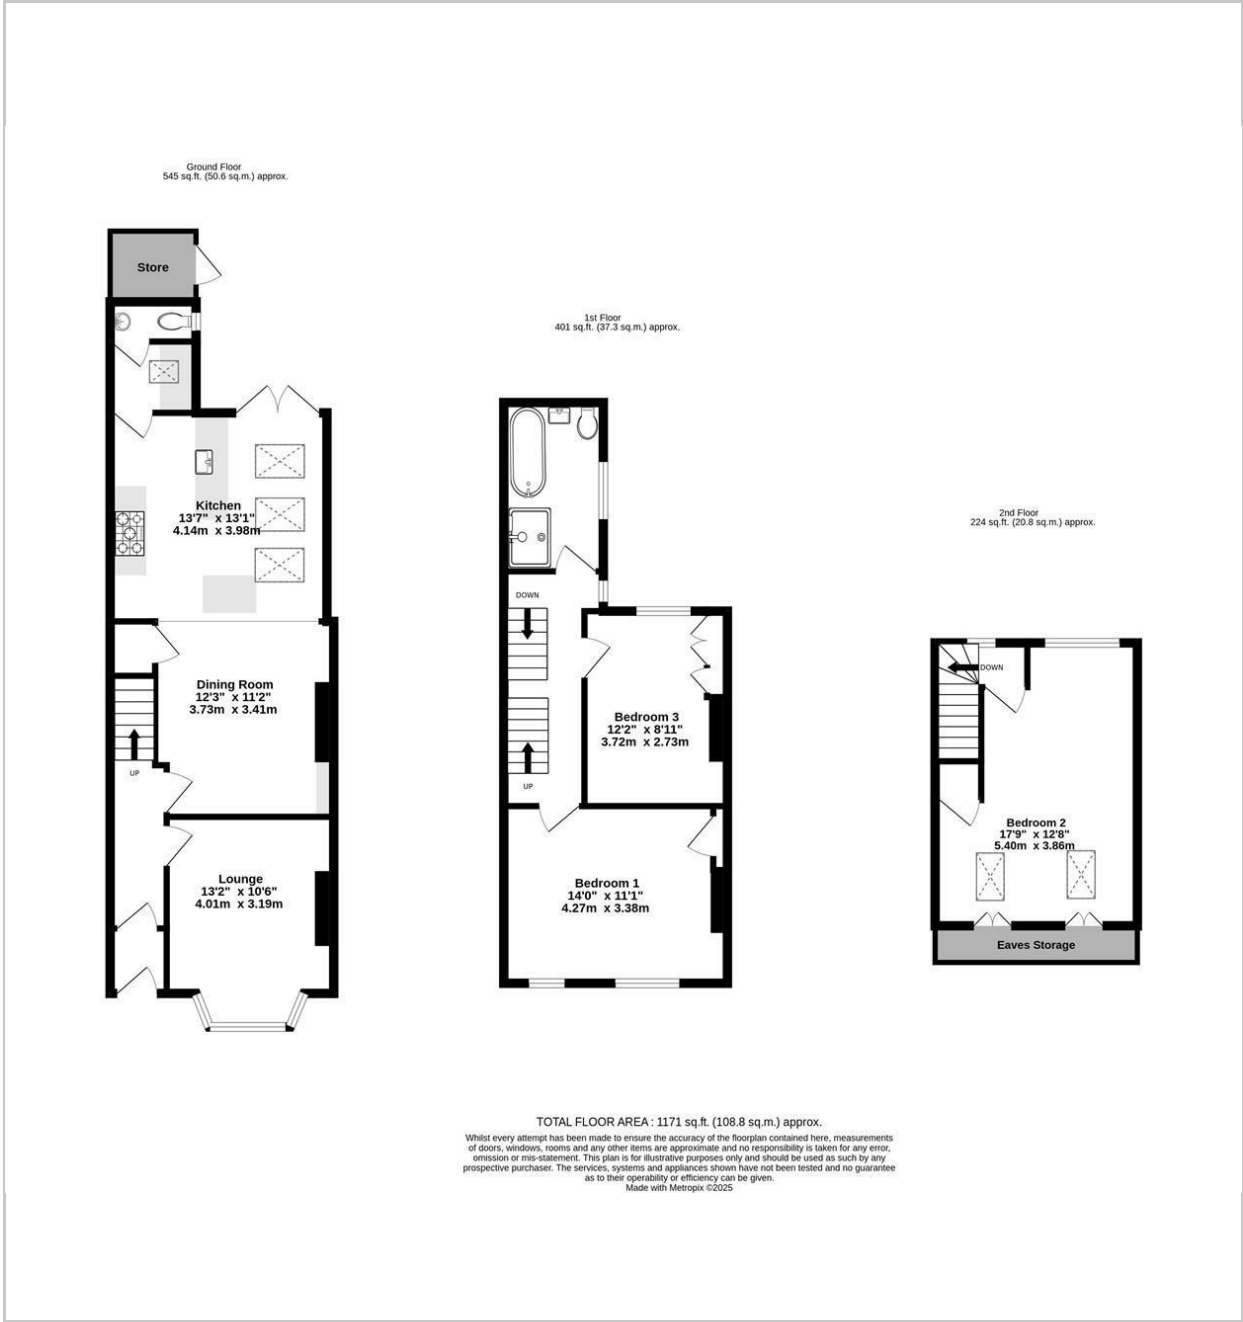 Ground Floor
545 sq.ft. (50.6 sq.m.) approx.
Store
Kitchen
13'7" x 13'1"
4.14m x 3.98m
Dining Room
12'3" x 11'2"
3.73m x 3.41m
UP
Lounge
13'2" x 10'6"
4.01m x 3.19m
1st Floor
401 sq.ft. (37.3 sq.m.) approx.
DOWN
Bedroom 3
12'2" x 8'11"
3.72m x 2.73m
UP
Bedroom 1
14'0" x 11'1"
4.27m x 3.38m
2nd Floor
224 sq.ft. (20.8 sq.m.) approx.
DOWN
Bedroom 2
17'9" x 12'8"
5.40m x 3.86m
Eaves Storage
TOTAL FLOOR AREA : 1171 sq.ft. (108.8 sq.m.) approx.
Whilst every attempt has been made to ensure the accuracy of the floorplan contained here, measurements
of doors, windows, rooms and any other items are approximate and no responsibility is taken for any error,
omission or mis-statement. This plan is for illustrative purposes only and should be used as such by any
prospective purchaser. The services, systems and appliances shown have not been tested and no guarantee
as to their operability or efficiency can be given.
Made with Metropix ©2025